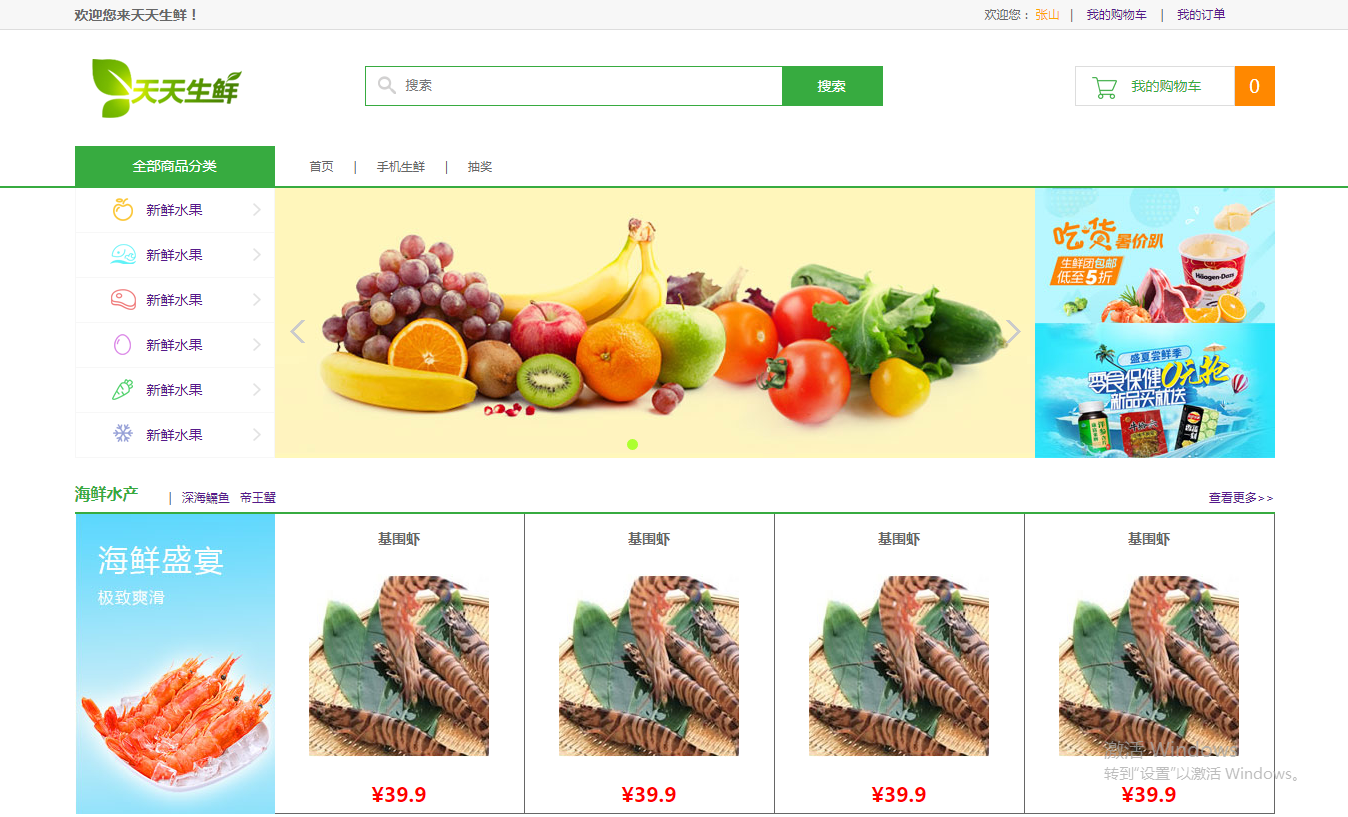 欢迎您来天天生鲜！
欢迎您：张山 | 我的购物车 | 我的订单
天天生鲜
搜索 搜索
我的购物车 0
全部商品分类 首页 | 手机生鲜 | 抽奖
新鲜水果
新鲜水果
新鲜水果
新鲜水果
新鲜水果
新鲜水果
吃货暑价趴
生鲜团包邮
低至5折
Häagen-Dazs
盛夏尝鲜季
零食保健0元抢
新品买就送
海鲜水产 | 深海鳕鱼 帝王蟹 查看更多>>
海鲜盛宴
极致爽滑
基围虾 基围虾 基围虾 基围虾
¥39.9 ¥39.9 ¥39.9 ¥39.9
激活 Windows
转到"设置"以激活 Windows。